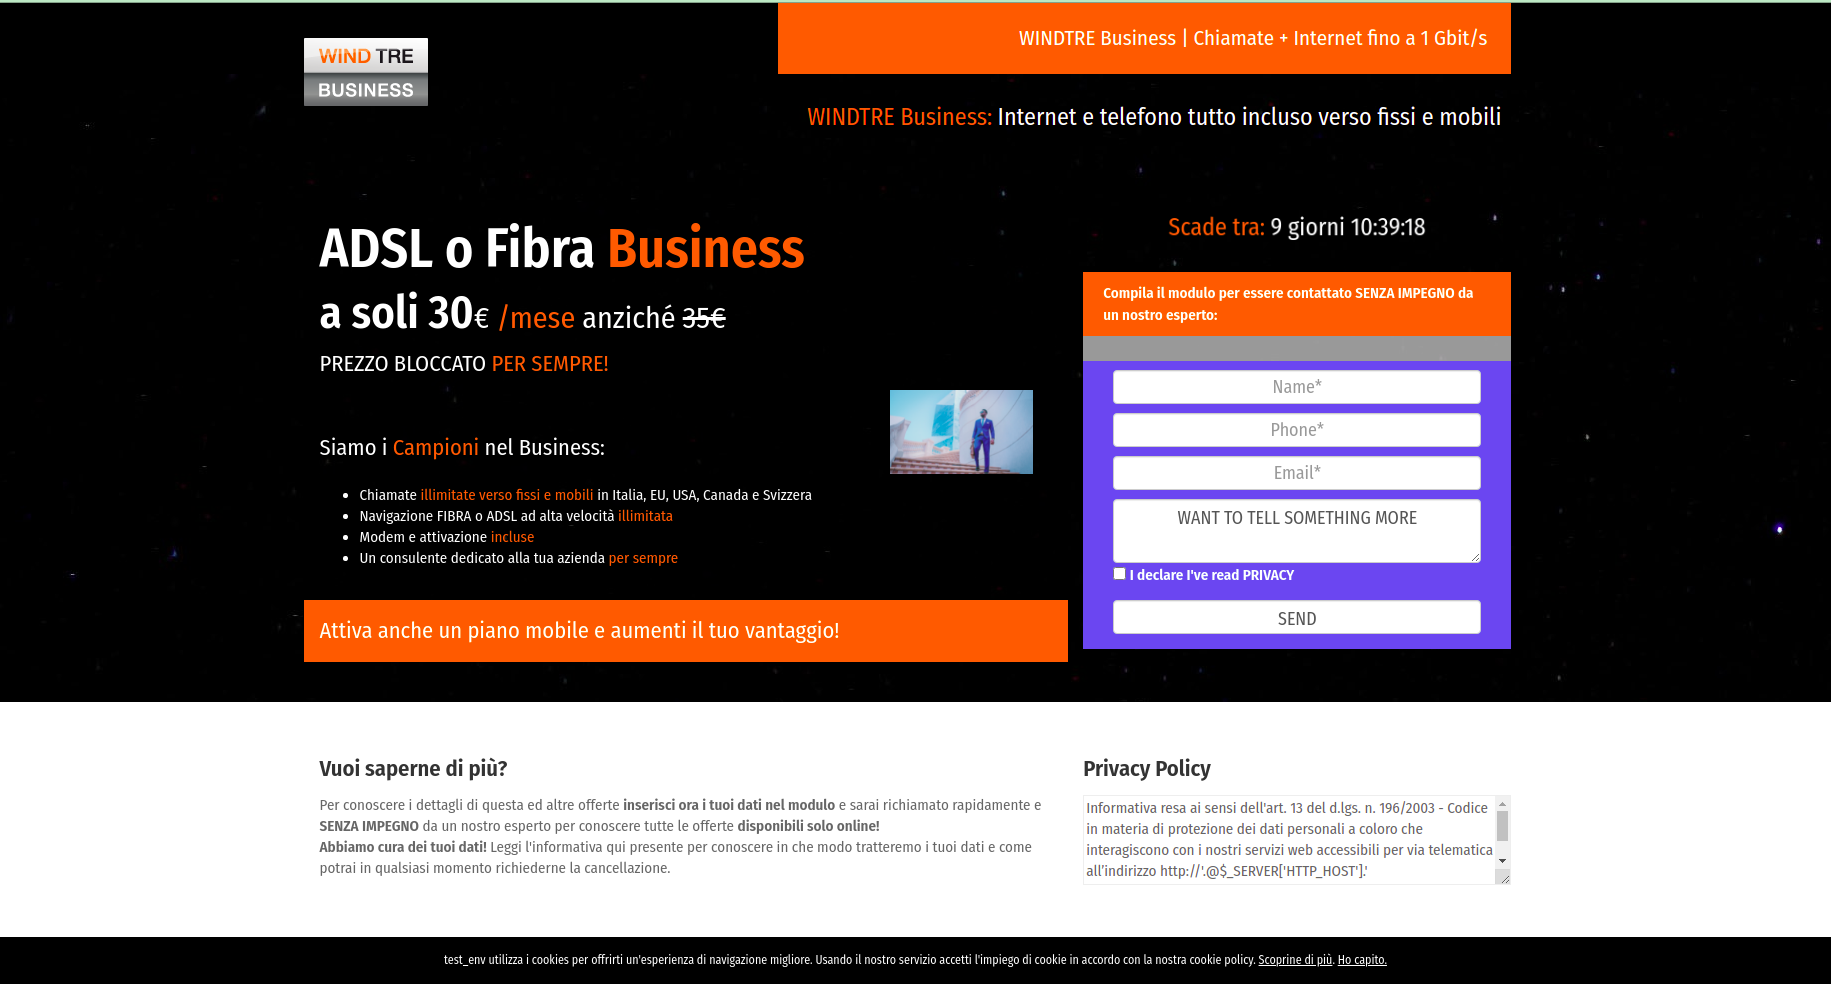 WIND TRE
BUSINESS
WINDTRE Business | Chiamate + Internet fino a 1 Gbit/s
WINDTRE Business: Internet e telefono tutto incluso verso fissi e mobili
ADSL o Fibra Business
a soli 30€ /mese anziché 35€
PREZZO BLOCCATO PER SEMPRE!
Siamo i Campioni nel Business:
Chiamate illimitate verso fissi e mobili in Italia, EU, USA, Canada e Svizzera
Navigazione FIBRA o ADSL ad alta velocità illimitata
Modem e attivazione incluse
Un consulente dedicato alla tua azienda per sempre
Attiva anche un piano mobile e aumenti il tuo vantaggio!
Scade tra: 9 giorni 10:39:18
Compila il modulo per essere contattato SENZA IMPEGNO da
un nostro esperto:
Name*
Phone*
Email*
WANT TO TELL SOMETHING MORE
I declare I've read PRIVACY
SEND
Vuoi saperne di più?
Per conoscere i dettagli di questa ed altre offerte inserisci ora i tuoi dati nel modulo e sarai richiamato rapidamente e
SENZA IMPEGNO da un nostro esperto per conoscere tutte le offerte disponibili solo online!
Abbiamo cura dei tuoi dati! Leggi l'informativa qui presente per conoscere in che modo tratteremo i tuoi dati e come
potrai in qualsiasi momento richiederne la cancellazione.
Privacy Policy
Informativa resa ai sensi dell'art. 13 del d.lgs. n. 196/2003 - Codice
in materia di protezione dei dati personali a coloro che
interagiscono con i nostri servizi web accessibili per via telematica
all'indirizzo http://'.@$_SERVER['HTTP_HOST'].'
test_env utilizza i cookies per offrirti un'esperienza di navigazione migliore. Usando il nostro servizio accetti l'impiego di cookie in accordo con la nostra cookie policy. Scoprine di più. Ho capito.